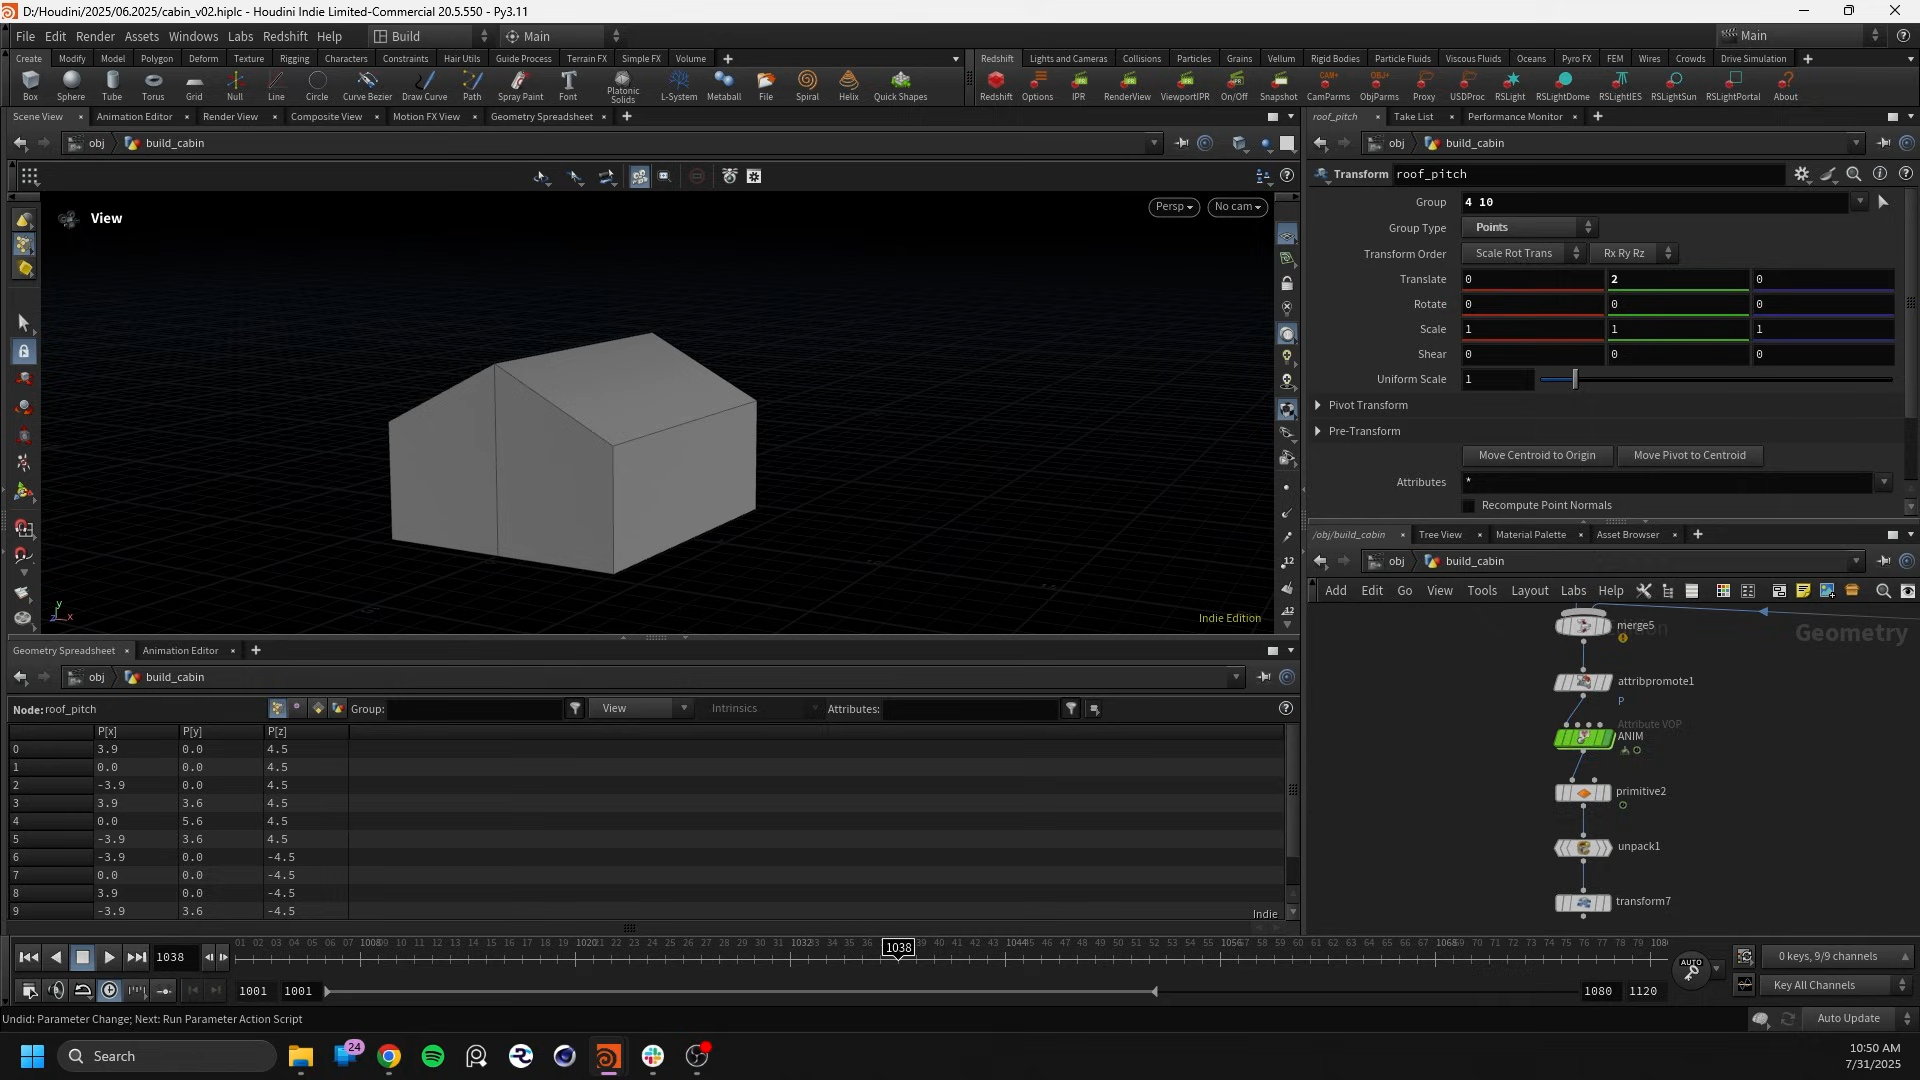 D:/Houdini/2025/06.2025/cabin_v02.hiplc - Houdini Indie Limited-Commercial 20.5.550 - Py3.11
File Edit Render Assets Windows Labs Redshift Help Build Main Main
Create Modify Model Polygon Deform Texture Rigging Characters Constraints Hair Utils Guide Process Terrain FX Simple FX Volume
Redshift Lights and Cameras Collisions Particles Grains Vellum Rigid Bodies Particle Fluids Viscous Fluids Oceans Pyro FX FEM Wires Crowds Drive Simulation
Box Sphere Tube Torus Grid Null Line Circle Curve Bezier Draw Curve Path Spray Paint Font Platonic Solids L-System Metaball File Spiral Helix Quick Shapes
Redshift Options IPR RenderView ViewportIPR On/Off Snapshot CamParms ObjParms Proxy USDProc RSLight RSLightDome RSLightIES RSLightSun RSLightPortal About
Scene View Animation Editor Render View Composite View Motion FX View Geometry Spreadsheet
obj build_cabin
View
Persp No cam
Indie Edition
roof_pitch Take List Performance Monitor
obj build_cabin
Transform roof_pitch
Group 4 10
Group Type Points
Transform Order Scale Rot Trans Rx Ry Rz
Translate 0 2 0
Rotate 0 0 0
Scale 1 1 1
Shear 0 0 0
Uniform Scale 1
Pivot Transform
Pre-Transform
Move Centroid to Origin Move Pivot to Centroid
Attributes *
Recompute Point Normals
Geometry Spreadsheet Animation Editor
obj build_cabin
Node: roof_pitch Group: View Intrinsics Attributes:
P[x] P[y] P[z]
0 3.9 0.0 4.5
1 0.0 0.0 4.5
2 -3.9 0.0 4.5
3 3.9 3.6 4.5
4 0.0 5.6 4.5
5 -3.9 3.6 4.5
6 -3.9 0.0 -4.5
7 0.0 0.0 -4.5
8 3.9 0.0 -4.5
9 -3.9 3.6 -4.5
Indie
/obj/build_cabin Tree View Material Palette Asset Browser
obj build_cabin
Add Edit Go View Tools Layout Labs Help
Geometry
merge5
attribpromote1
P
Attribute VOP
ANIM
primitive2
unpack1
transform7
1038
1038
0 keys, 9/9 channels
1001 1001 1080 1120
Key All Channels
AUTO
Undid: Parameter Change; Next: Run Parameter Action Script
Auto Update
Search
24
10:50 AM
7/31/2025